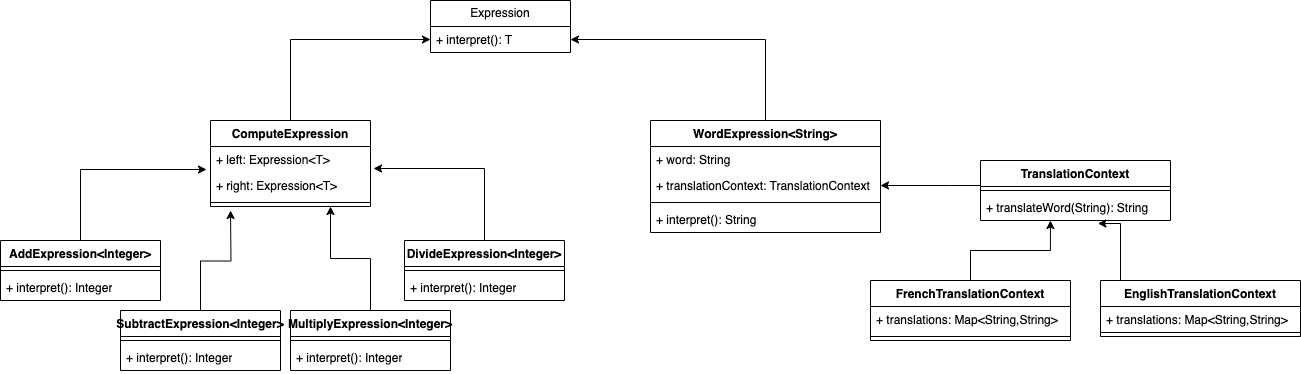 Expression
+ interpret(): T
ComputeExpression
+ left: Expression<T>
+ right: Expression<T>
WordExpression<String>
+ word: String
+ translationContext: TranslationContext
+ interpret(): String
TranslationContext
+ translateWord(String): String
AddExpression<Integer>
+ interpret(): Integer
DivideExpression<Integer>
+ interpret(): Integer
SubtractExpression<Integer>
+ interpret(): Integer
MultiplyExpression<Integer>
+ interpret(): Integer
FrenchTranslationContext
+ translations: Map<String,String>
EnglishTranslationContext
+ translations: Map<String,String>